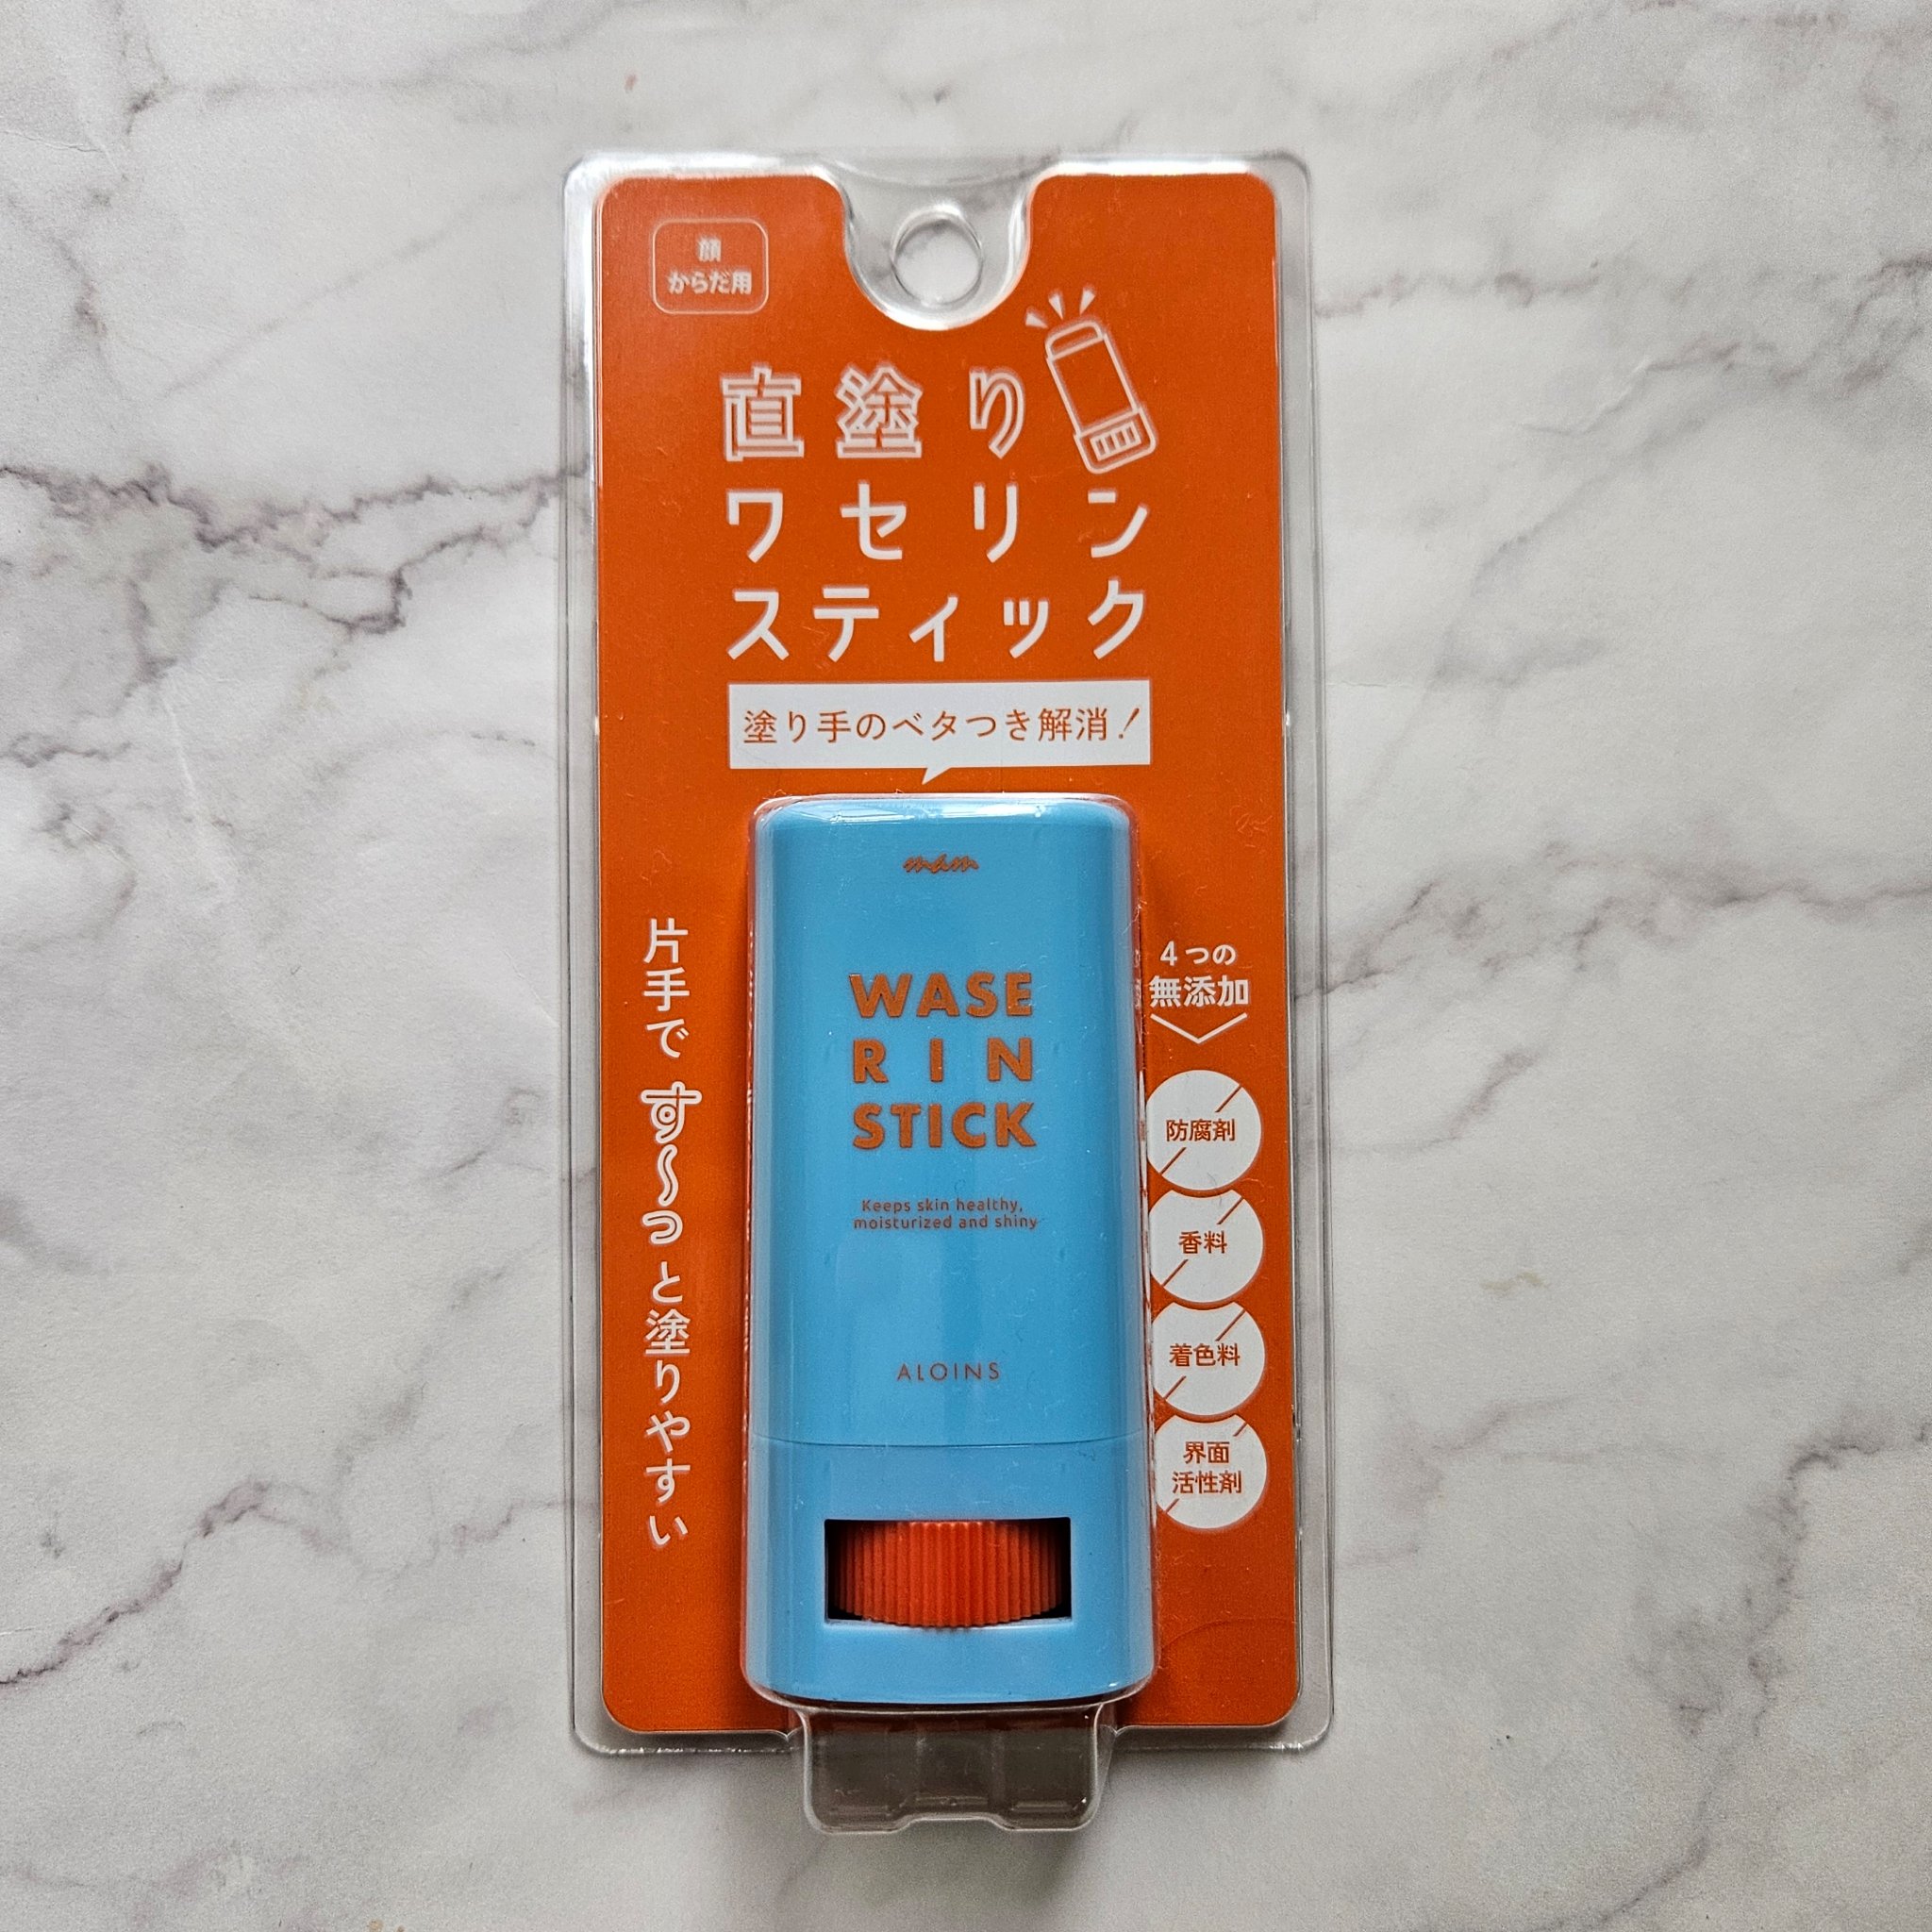 顔
からだ用
直塗り
ワセリン
スティック
塗り手のベタつき解消!
片手です〜っと塗りやすい
mám
WASE
RIN
STICK
Keeps skin healthy,
moisturized and shiny
ALOINS
4つの
無添加
防腐剤
香料
着色料
界面
活性剤